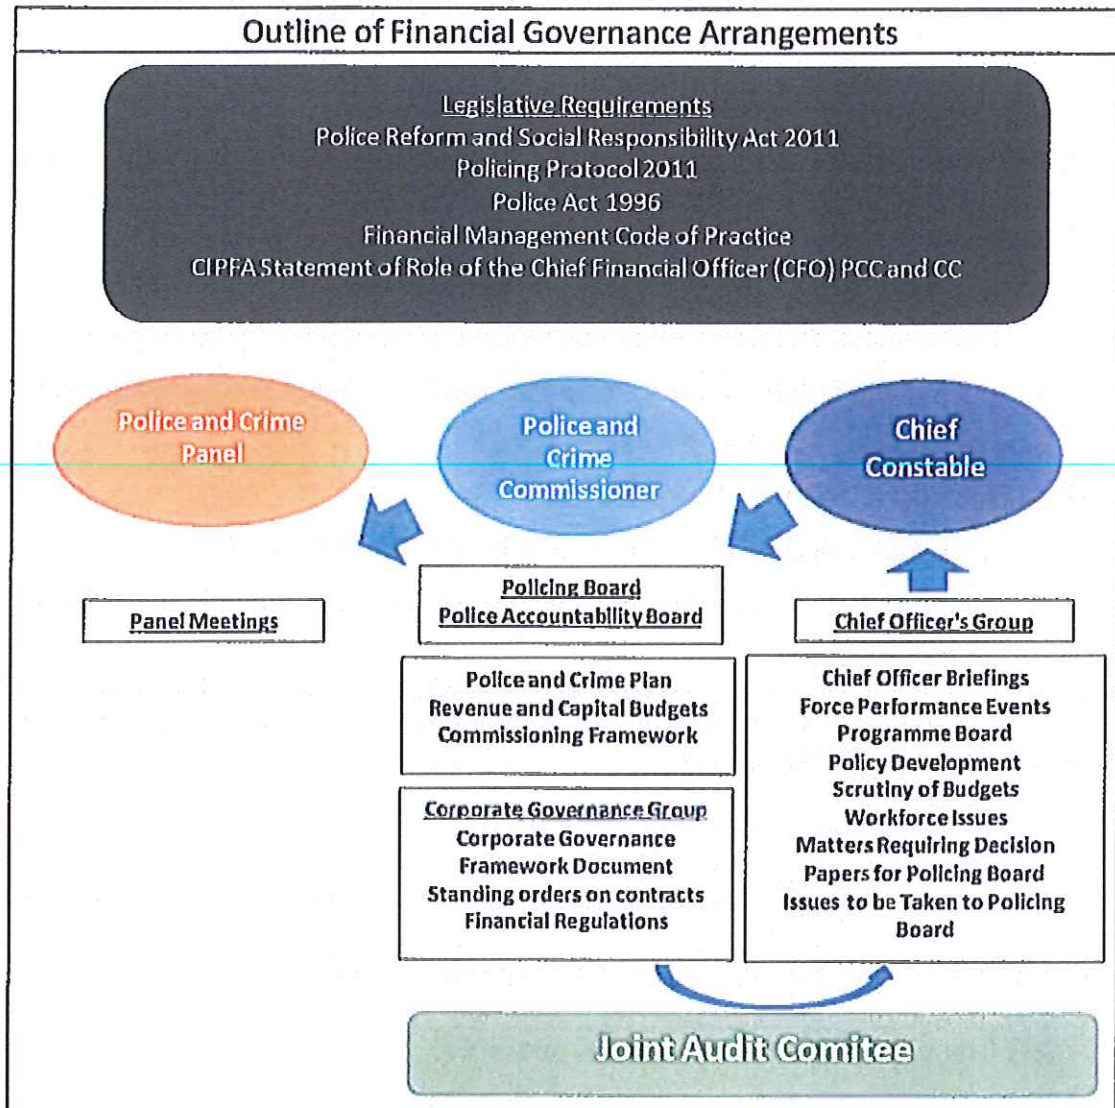 Outline of Financial Governance Arrangements
Legislative Requirements
Police Reform and Social Responsibility Act 2011
Policing Protocol 2011
Police Act 1996
Financial Management Code of Practice
CIPFA Statement of Role of the Chief Financial Officer (CFO) PCC and CC
Police and Crime
Panel
Police and
Crime
Commissioner
Chief
Constable
Panel Meetings
Policing Board
Police Accountability Board
Police and Crime Plan
Revenue and Capital Budgets
Commissioning Framework
Corporate Governance Group
Corporate Governance
Framework Document
Standing orders on contracts
Financial Regulations
Chief Officer's Group
Chief Officer Briefings
Force Performance Events
Programme Board
Policy Development
Scrutiny of Budgets
Workforce Issues
Matters Requiring Decision
Papers for Policing Board
Issues to be Taken to Policing
Board
Joint Audit Comitee